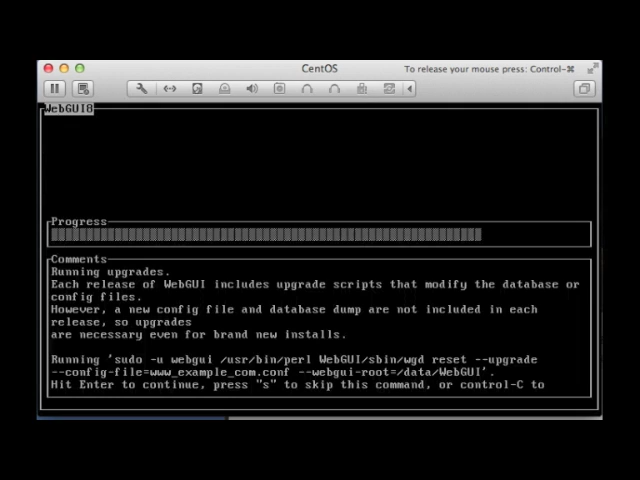 CentOS
To release your mouse press: Control-⌘
WebGUI8
Progress
Comments
Running upgrades.
Each release of WebGUI includes upgrade scripts that modify the database or
config files.
However, a new config file and database dump are not included in each
release, so upgrades
are necessary even for brand new installs.
Running 'sudo -u webgui /usr/bin/perl WebGUI/sbin/wgd reset --upgrade
--config-file=www_example_com.conf --webgui-root=/data/WebGUI'.
Hit Enter to continue, press "s" to skip this command, or control-C to